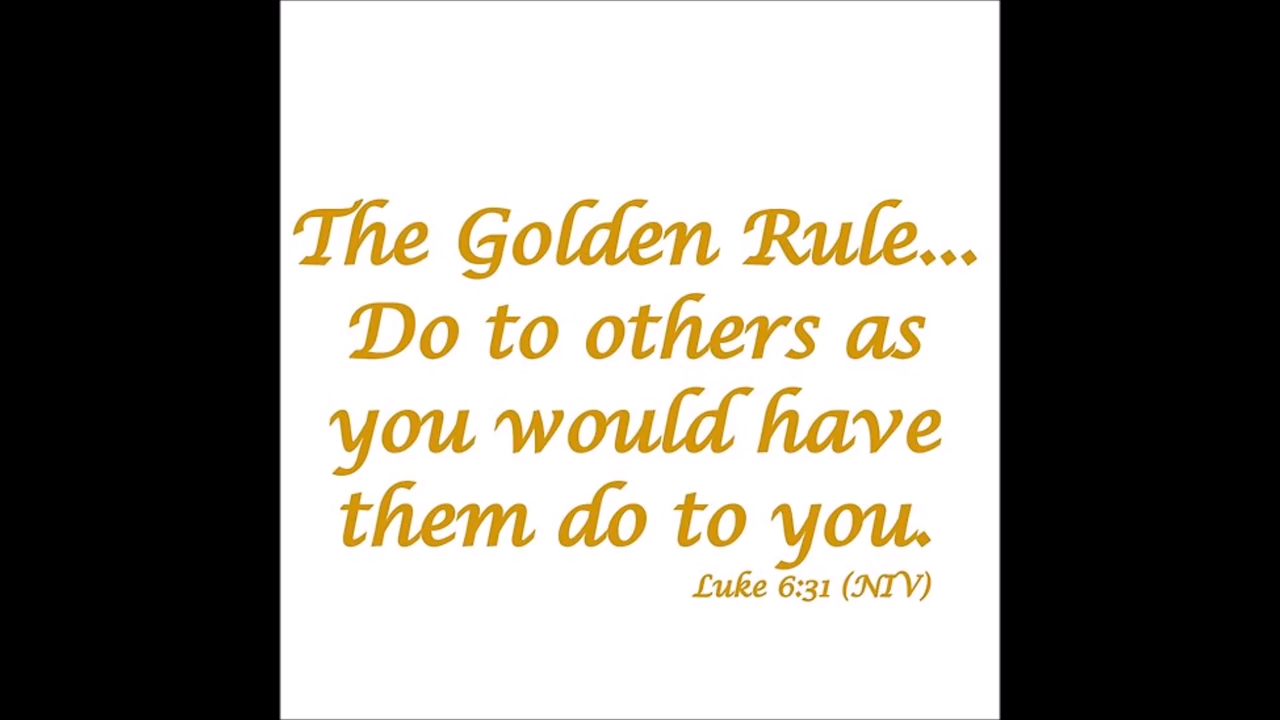 The Golden Rule...
Do to others as
you would have
them do to you.
Luke 6:31 (NIV)